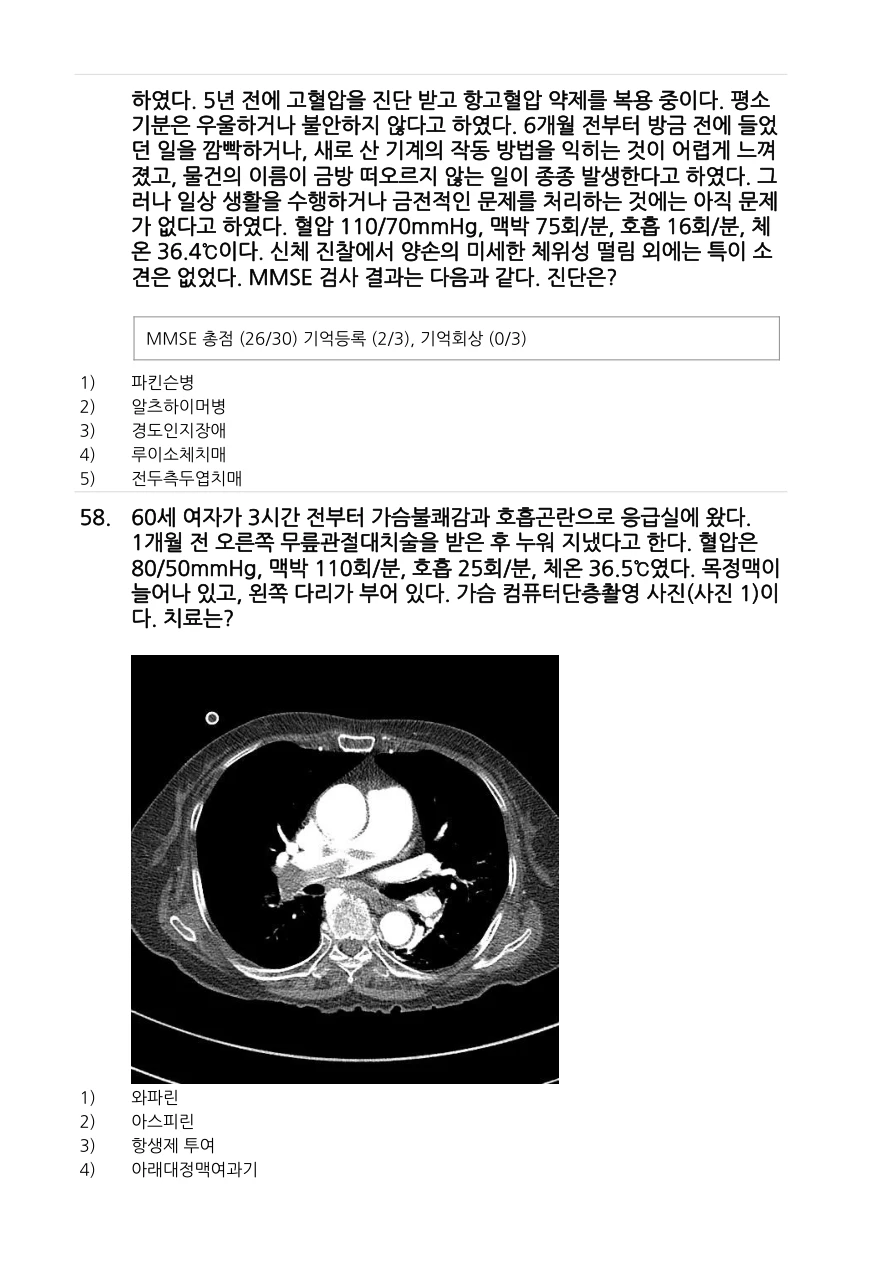 하였다. 5년 전에 고혈압을 진단 받고 항고혈압 약제를 복용 중이다. 평소
기분은 우울하거나 불안하지 않다고 하였다. 6개월 전부터 방금 전에 들었
던 일을 깜빡하거나, 새로 산 기계의 작동 방법을 익히는 것이 어렵게 느껴
졌고, 물건의 이름이 금방 떠오르지 않는 일이 종종 발생한다고 하였다. 그
러나 일상 생활을 수행하거나 금전적인 문제를 처리하는 것에는 아직 문제
가 없다고 하였다. 혈압 110/70mmHg, 맥박 75회/분, 호흡 16회/분, 체
온 36.4℃이다. 신체 진찰에서 양손의 미세한 체위성 떨림 외에는 특이 소
견은 없었다. MMSE 검사 결과는 다음과 같다. 진단은?
MMSE 총점 (26/30) 기억등록 (2/3), 기억회상 (0/3)
1) 파킨슨병
2) 알츠하이머병
3) 경도인지장애
4) 루이소체치매
5) 전두측두엽치매
58. 60세 여자가 3시간 전부터 가슴불쾌감과 호흡곤란으로 응급실에 왔다.
1개월 전 오른쪽 무릎관절대치술을 받은 후 누워 지냈다고 한다. 혈압은
80/50mmHg, 맥박 110회/분, 호흡 25회/분, 체온 36.5℃였다. 목정맥이
늘어나 있고, 왼쪽 다리가 부어 있다. 가슴 컴퓨터단층촬영 사진(사진 1)이
다. 치료는?
1) 와파린
2) 아스피린
3) 항생제 투여
4) 아래대정맥여과기